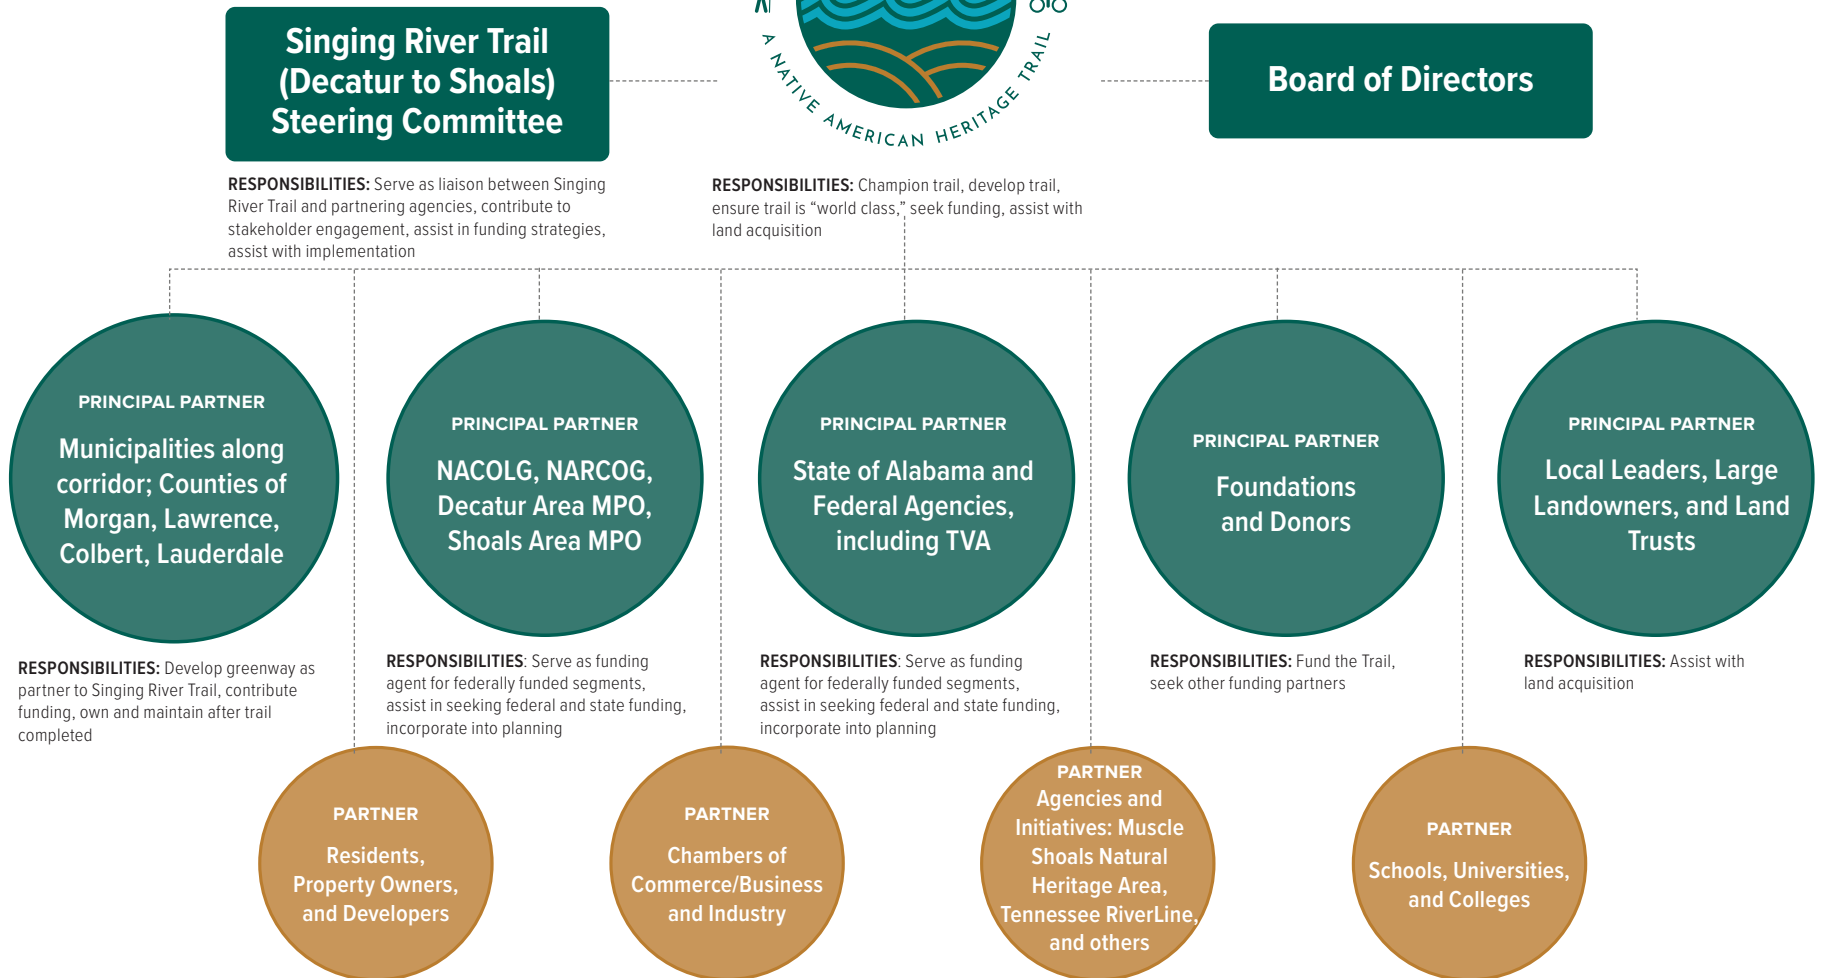 Singing River Trail
(Decatur to Shoals)
Steering Committee
A NATIVE AMERICAN HERITAGE TRAIL
Board of Directors
RESPONSIBILITIES: Serve as liaison between Singing
River Trail and partnering agencies, contribute to
stakeholder engagement, assist in funding strategies,
assist with implementation
RESPONSIBILITIES: Champion trail, develop trail,
ensure trail is “world class,” seek funding, assist with
land acquisition
PRINCIPAL PARTNER
Municipalities along
corridor; Counties of
Morgan, Lawrence,
Colbert, Lauderdale
PRINCIPAL PARTNER
NACOLG, NARCOG,
Decatur Area MPO,
Shoals Area MPO
PRINCIPAL PARTNER
State of Alabama and
Federal Agencies,
including TVA
PRINCIPAL PARTNER
Foundations
and Donors
PRINCIPAL PARTNER
Local Leaders, Large
Landowners, and Land
Trusts
RESPONSIBILITIES: Develop greenway as
partner to Singing River Trail, contribute
funding, own and maintain after trail
completed
RESPONSIBILITIES: Serve as funding
agent for federally funded segments,
assist in seeking federal and state funding,
incorporate into planning
RESPONSIBILITIES: Serve as funding
agent for federally funded segments,
assist in seeking federal and state funding,
incorporate into planning
RESPONSIBILITIES: Fund the Trail,
seek other funding partners
RESPONSIBILITIES: Assist with
land acquisition
PARTNER
Residents,
Property Owners,
and Developers
PARTNER
Chambers of
Commerce/Business
and Industry
PARTNER
Agencies and
Initiatives: Muscle
Shoals Natural
Heritage Area,
Tennessee RiverLine,
and others
PARTNER
Schools, Universities,
and Colleges